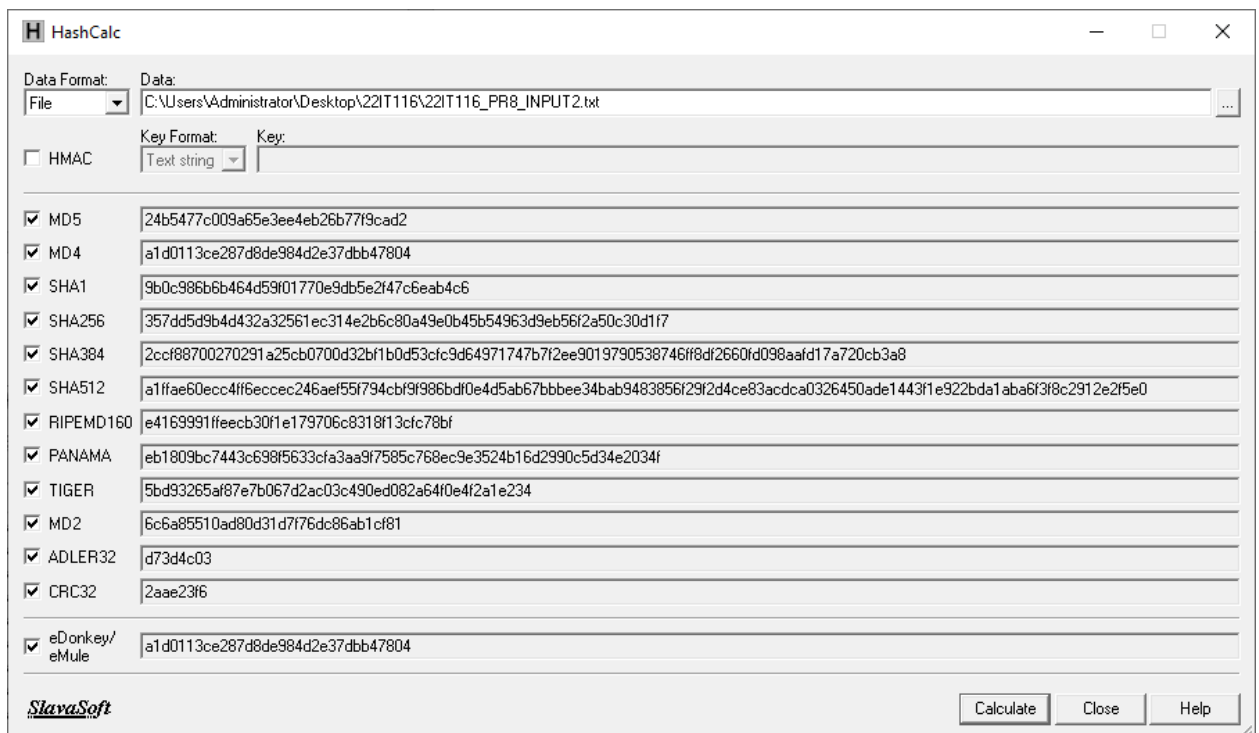 HashCalc
Data Format: Data:
File C:\Users\Administrator\Desktop\22IT116\22IT116_PR8_INPUT2.txt ...
Key Format: Key:
HMAC Text string
MD5 24b5477c009a65e3ee4eb26b77f9cad2
MD4 a1d0113ce287d8de984d2e37dbb47804
SHA1 9b0c986b6b464d59f01770e9db5e2f47c6eab4c6
SHA256 357dd5d9b4d432a32561ec314e2b6c80a49e0b45b54963d9eb56f2a50c30d1f7
SHA384 2ccf88700270291a25cb0700d32bf1b0d53cfc9d64971747b7f2ee9019790538746ff8df2660fd098aafd17a720cb3a8
SHA512 a1ffae60ecc4ff6eccec246aef55f794cbf9f986bdf0e4d5ab67bbbee34bab9483856f29f2d4ce83acdca0326450ade1443f1e922bda1aba6f3f8c2912e2f5e0
RIPEMD160 e4169991ffeecb30f1e179706c8318f13cfc78bf
PANAMA eb1809bc7443c698f5633cfa3aa9f7585c768ec9e3524b16d2990c5d34e2034f
TIGER 5bd93265af87e7b067d2ac03c490ed082a64f0e4f2a1e234
MD2 6c6a85510ad80d31d7f76dc86ab1cf81
ADLER32 d73d4c03
CRC32 2aae23f6
eDonkey/
eMule a1d0113ce287d8de984d2e37dbb47804
SlavaSoft Calculate Close Help